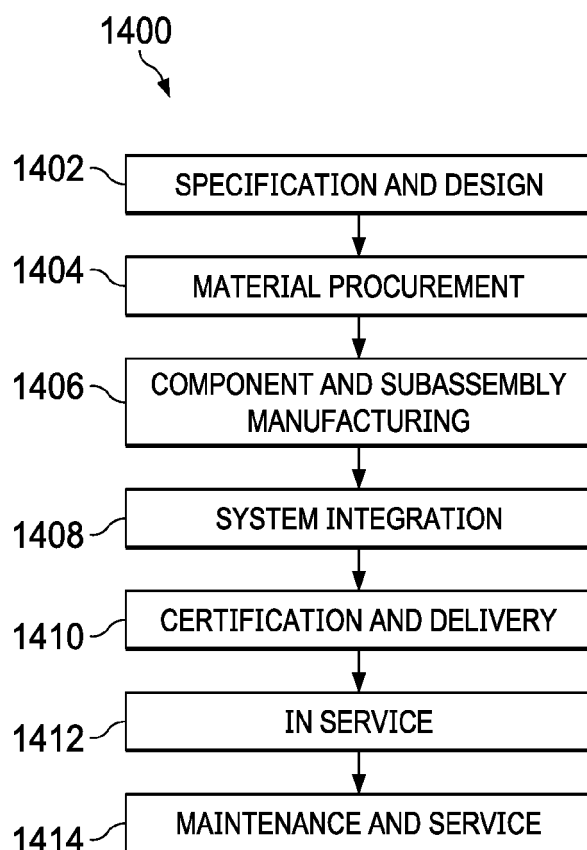 1400
1402
SPECIFICATION AND DESIGN
1404
MATERIAL PROCUREMENT
1406
COMPONENT AND SUBASSEMBLY
MANUFACTURING
1408
SYSTEM INTEGRATION
1410
CERTIFICATION AND DELIVERY
1412
IN SERVICE
1414
MAINTENANCE AND SERVICE